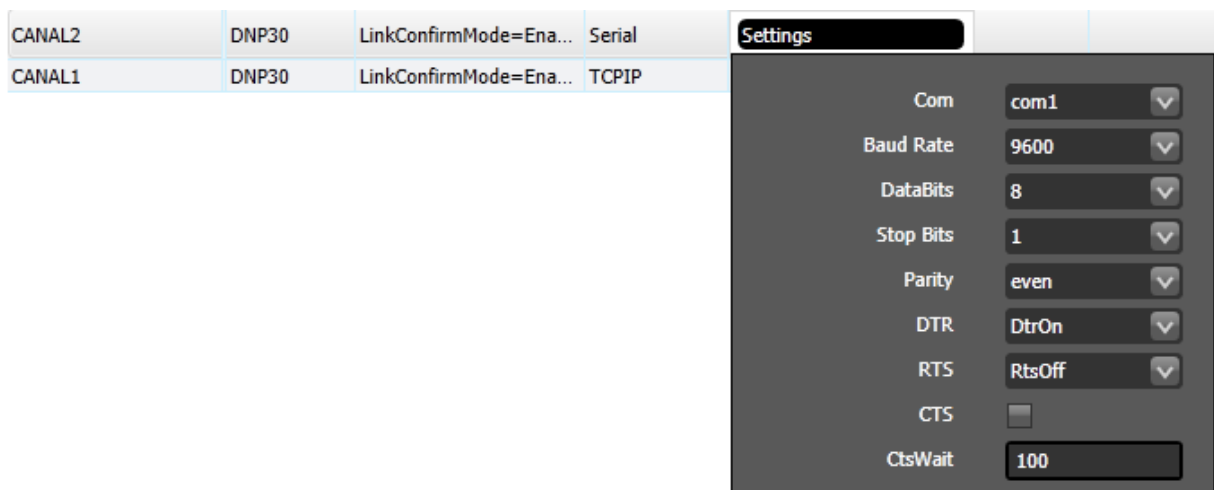 CANAL2 DNP30 LinkConfirmMode=Ena... Serial Settings
CANAL1 DNP30 LinkConfirmMode=Ena... TCPIP
Com com1
Baud Rate 9600
DataBits 8
Stop Bits 1
Parity even
DTR DtrOn
RTS RtsOff
CTS
CtsWait 100